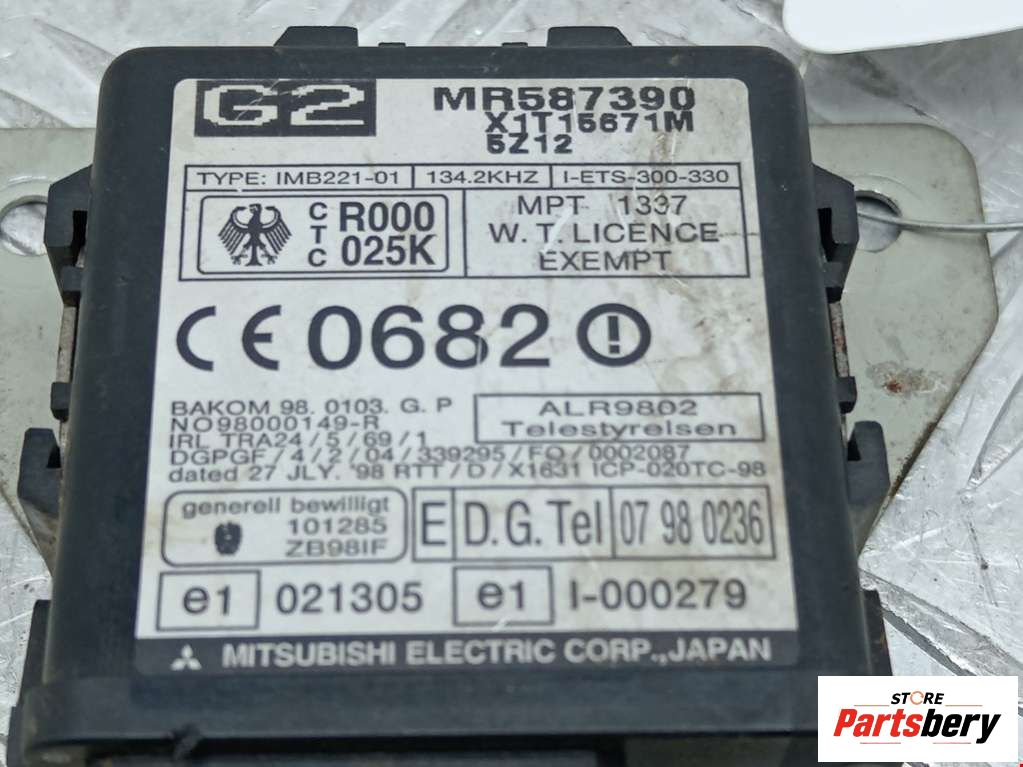 G2
MR587390
X1T15671M
5Z12
TYPE: IMB221-01 134.2KHZ I-ETS-300-330
CTC R000 025K
MPT 1337
W. T. LICENCE
EXEMPT
CE 0682
BAKOM 98. 0103. G. P
NO98000149-R
IRL TRA24/5/69/1
ALR9802
Telestyrelsen
DGPGF/4/2/04/339295/FO/0002087
dated 27 JLY. '98 RTT/D/X1631 ICP-020TC-98
generell bewilligt
101285
ZB98IF
E D.G.Tel 07 98 0236
e1 021305 e1 I-000279
MITSUBISHI ELECTRIC CORP.,JAPAN
STORE
Partsbery